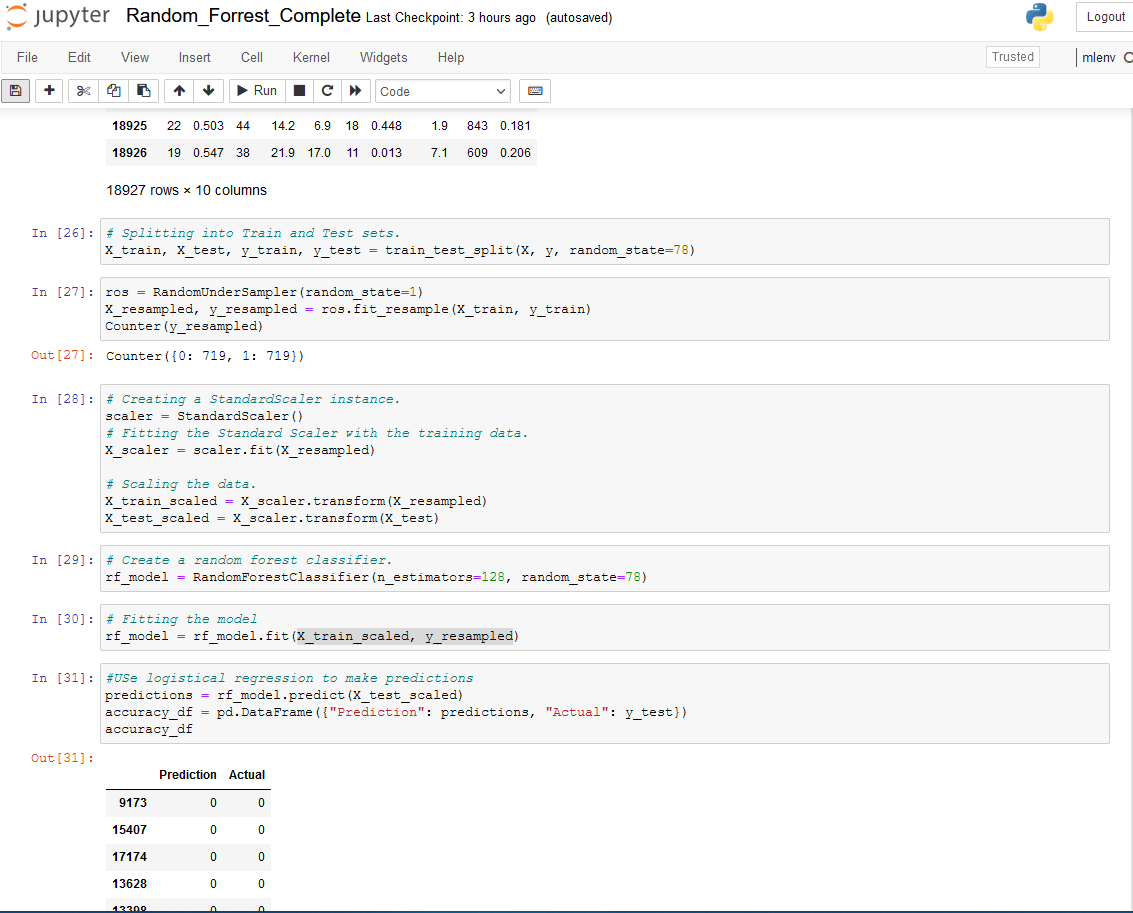 jupyter Random_Forrest_Complete Last Checkpoint: 3 hours ago (autosaved)
Logout
File Edit View Insert Cell Kernel Widgets Help
Trusted
mlenv
Run
Code
18925 22 0.503 44 14.2 6.9 18 0.448 1.9 843 0.181
18926 19 0.547 38 21.9 17.0 11 0.013 7.1 609 0.206
18927 rows × 10 columns
In [26]: # Splitting into Train and Test sets.
X_train, X_test, y_train, y_test = train_test_split(X, y, random_state=78)
In [27]: ros = RandomUnderSampler(random_state=1)
X_resampled, y_resampled = ros.fit_resample(X_train, y_train)
Counter(y_resampled)
Out[27]: Counter({0: 719, 1: 719})
In [28]: # Creating a StandardScaler instance.
scaler = StandardScaler()
# Fitting the Standard Scaler with the training data.
X_scaler = scaler.fit(X_resampled)
# Scaling the data.
X_train_scaled = X_scaler.transform(X_resampled)
X_test_scaled = X_scaler.transform(X_test)
In [29]: # Create a random forest classifier.
rf_model = RandomForestClassifier(n_estimators=128, random_state=78)
In [30]: # Fitting the model
rf_model = rf_model.fit(X_train_scaled, y_resampled)
In [31]: #USe logistical regression to make predictions
predictions = rf_model.predict(X_test_scaled)
accuracy_df = pd.DataFrame({"Prediction": predictions, "Actual": y_test})
accuracy_df
Out[31]:
Prediction Actual
9173 0 0
15407 0 0
17174 0 0
13628 0 0
13398 0 0